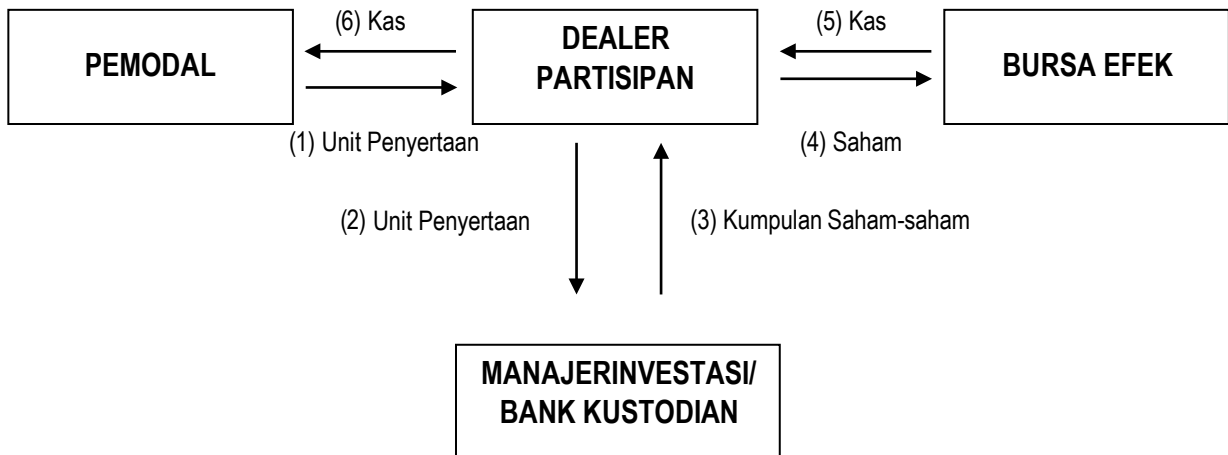 (6) Kas
(5) Kas
PEMODAL
DEALER
PARTISIPAN
BURSA EFEK
(1) Unit Penyertaan
(4) Saham
(2) Unit Penyertaan
(3) Kumpulan Saham-saham
MANAJERINVESTASI/
BANK KUSTODIAN